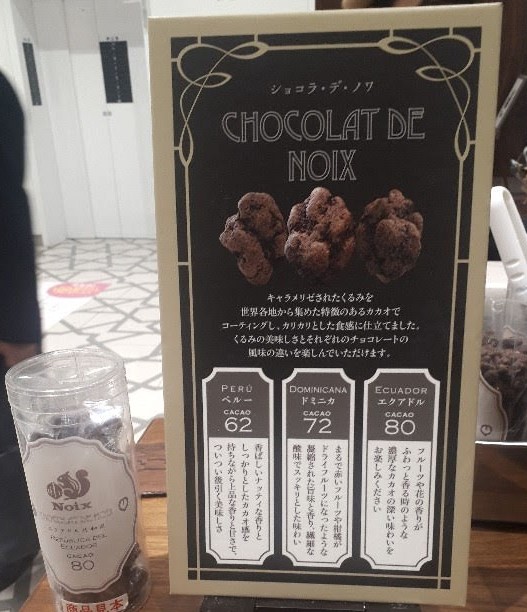 ショコラ・デ・ノワ
CHOCOLAT DE
NOIX
キャラメリゼされたくるみを
世界各地から集めた特徴のあるカカオで
コーティングし、カリカリとした食感に仕立てました。
くるみの美味しさとそれぞれのチョコレートの
風味の違いを楽しんでいただけます。
PERÚ
ペルー
CACAO
62
香ばしいナッティな香りと
しっかりとしたカカオ感を
持ちながら上品な香りと甘さで、
ついつい後引く美味しさ
DOMINICANA
ドミニカ
CACAO
72
まるで赤いフルーツや柑橘が
ドライフルーツになったような
凝縮された旨味と香り、繊細な
酸味でスッキリとした味わい
ECUADOR
エクアドル
CACAO
80
フルーツや花の香りが
ふわっと香る時のような
濃厚なカカオの深い味わいを
お楽しみください
Noix
REPÚBLICA DEL
ECUADOR
CACAO
80
商品見本